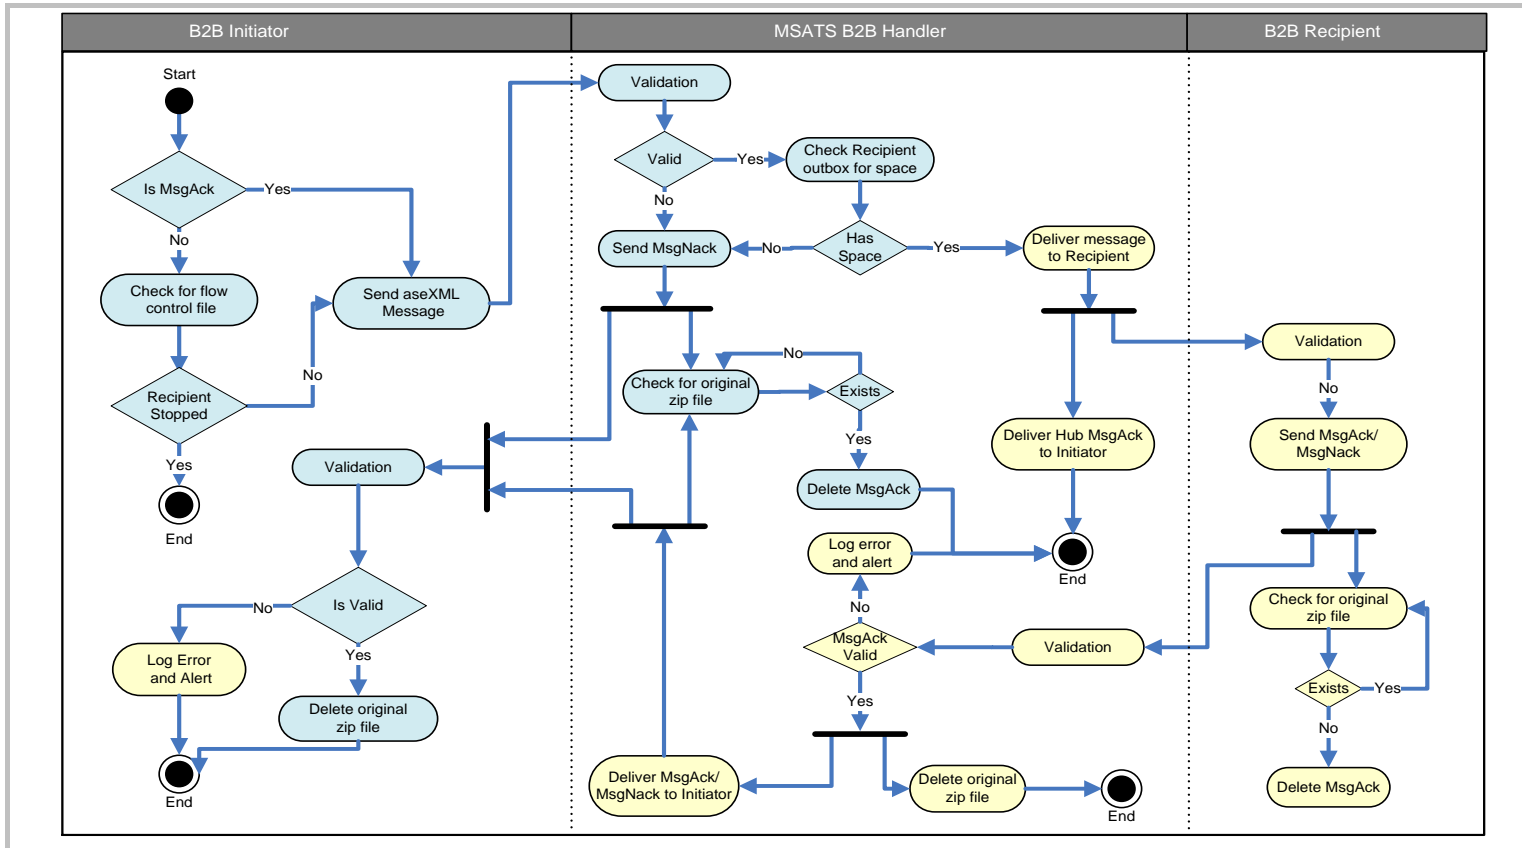 B2B Initiator
MSATS B2B Handler
B2B Recipient
Start
Is MsgAck
Yes
No
Check for flow
control file
Recipient
Stopped
No
Yes
End
Send aseXML
Message
Validation
Is Valid
No
Yes
Log Error
and Alert
Delete original
zip file
End
Validation
Valid
Yes
No
Check Recipient
outbox for space
Has
Space
No
Yes
Send MsgNack
Deliver message
to Recipient
Check for original
zip file
Exists
No
Yes
Delete MsgAck
Deliver Hub MsgAck
to Initiator
End
Log error
and alert
No
MsgAck
Valid
Yes
Validation
Deliver MsgAck/
MsgNack to Initiator
Delete original
zip file
End
Validation
No
Send MsgAck/
MsgNack
Check for original
zip file
Exists
Yes
No
Delete MsgAck